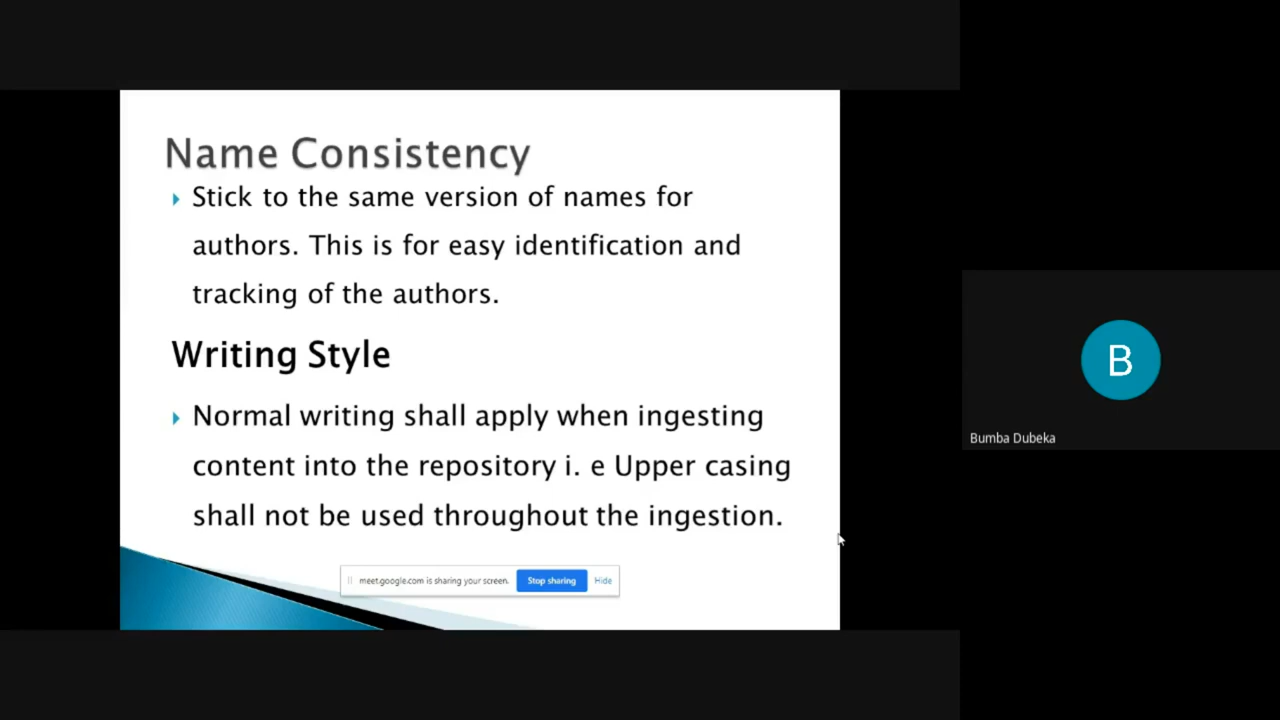 Name Consistency
Stick to the same version of names for
authors. This is for easy identification and
tracking of the authors.
Writing Style
Normal writing shall apply when ingesting
content into the repository i. e Upper casing
shall not be used throughout the ingestion.
meet.google.com is sharing your screen. Stop sharing Hide
B
Bumba Dubeka